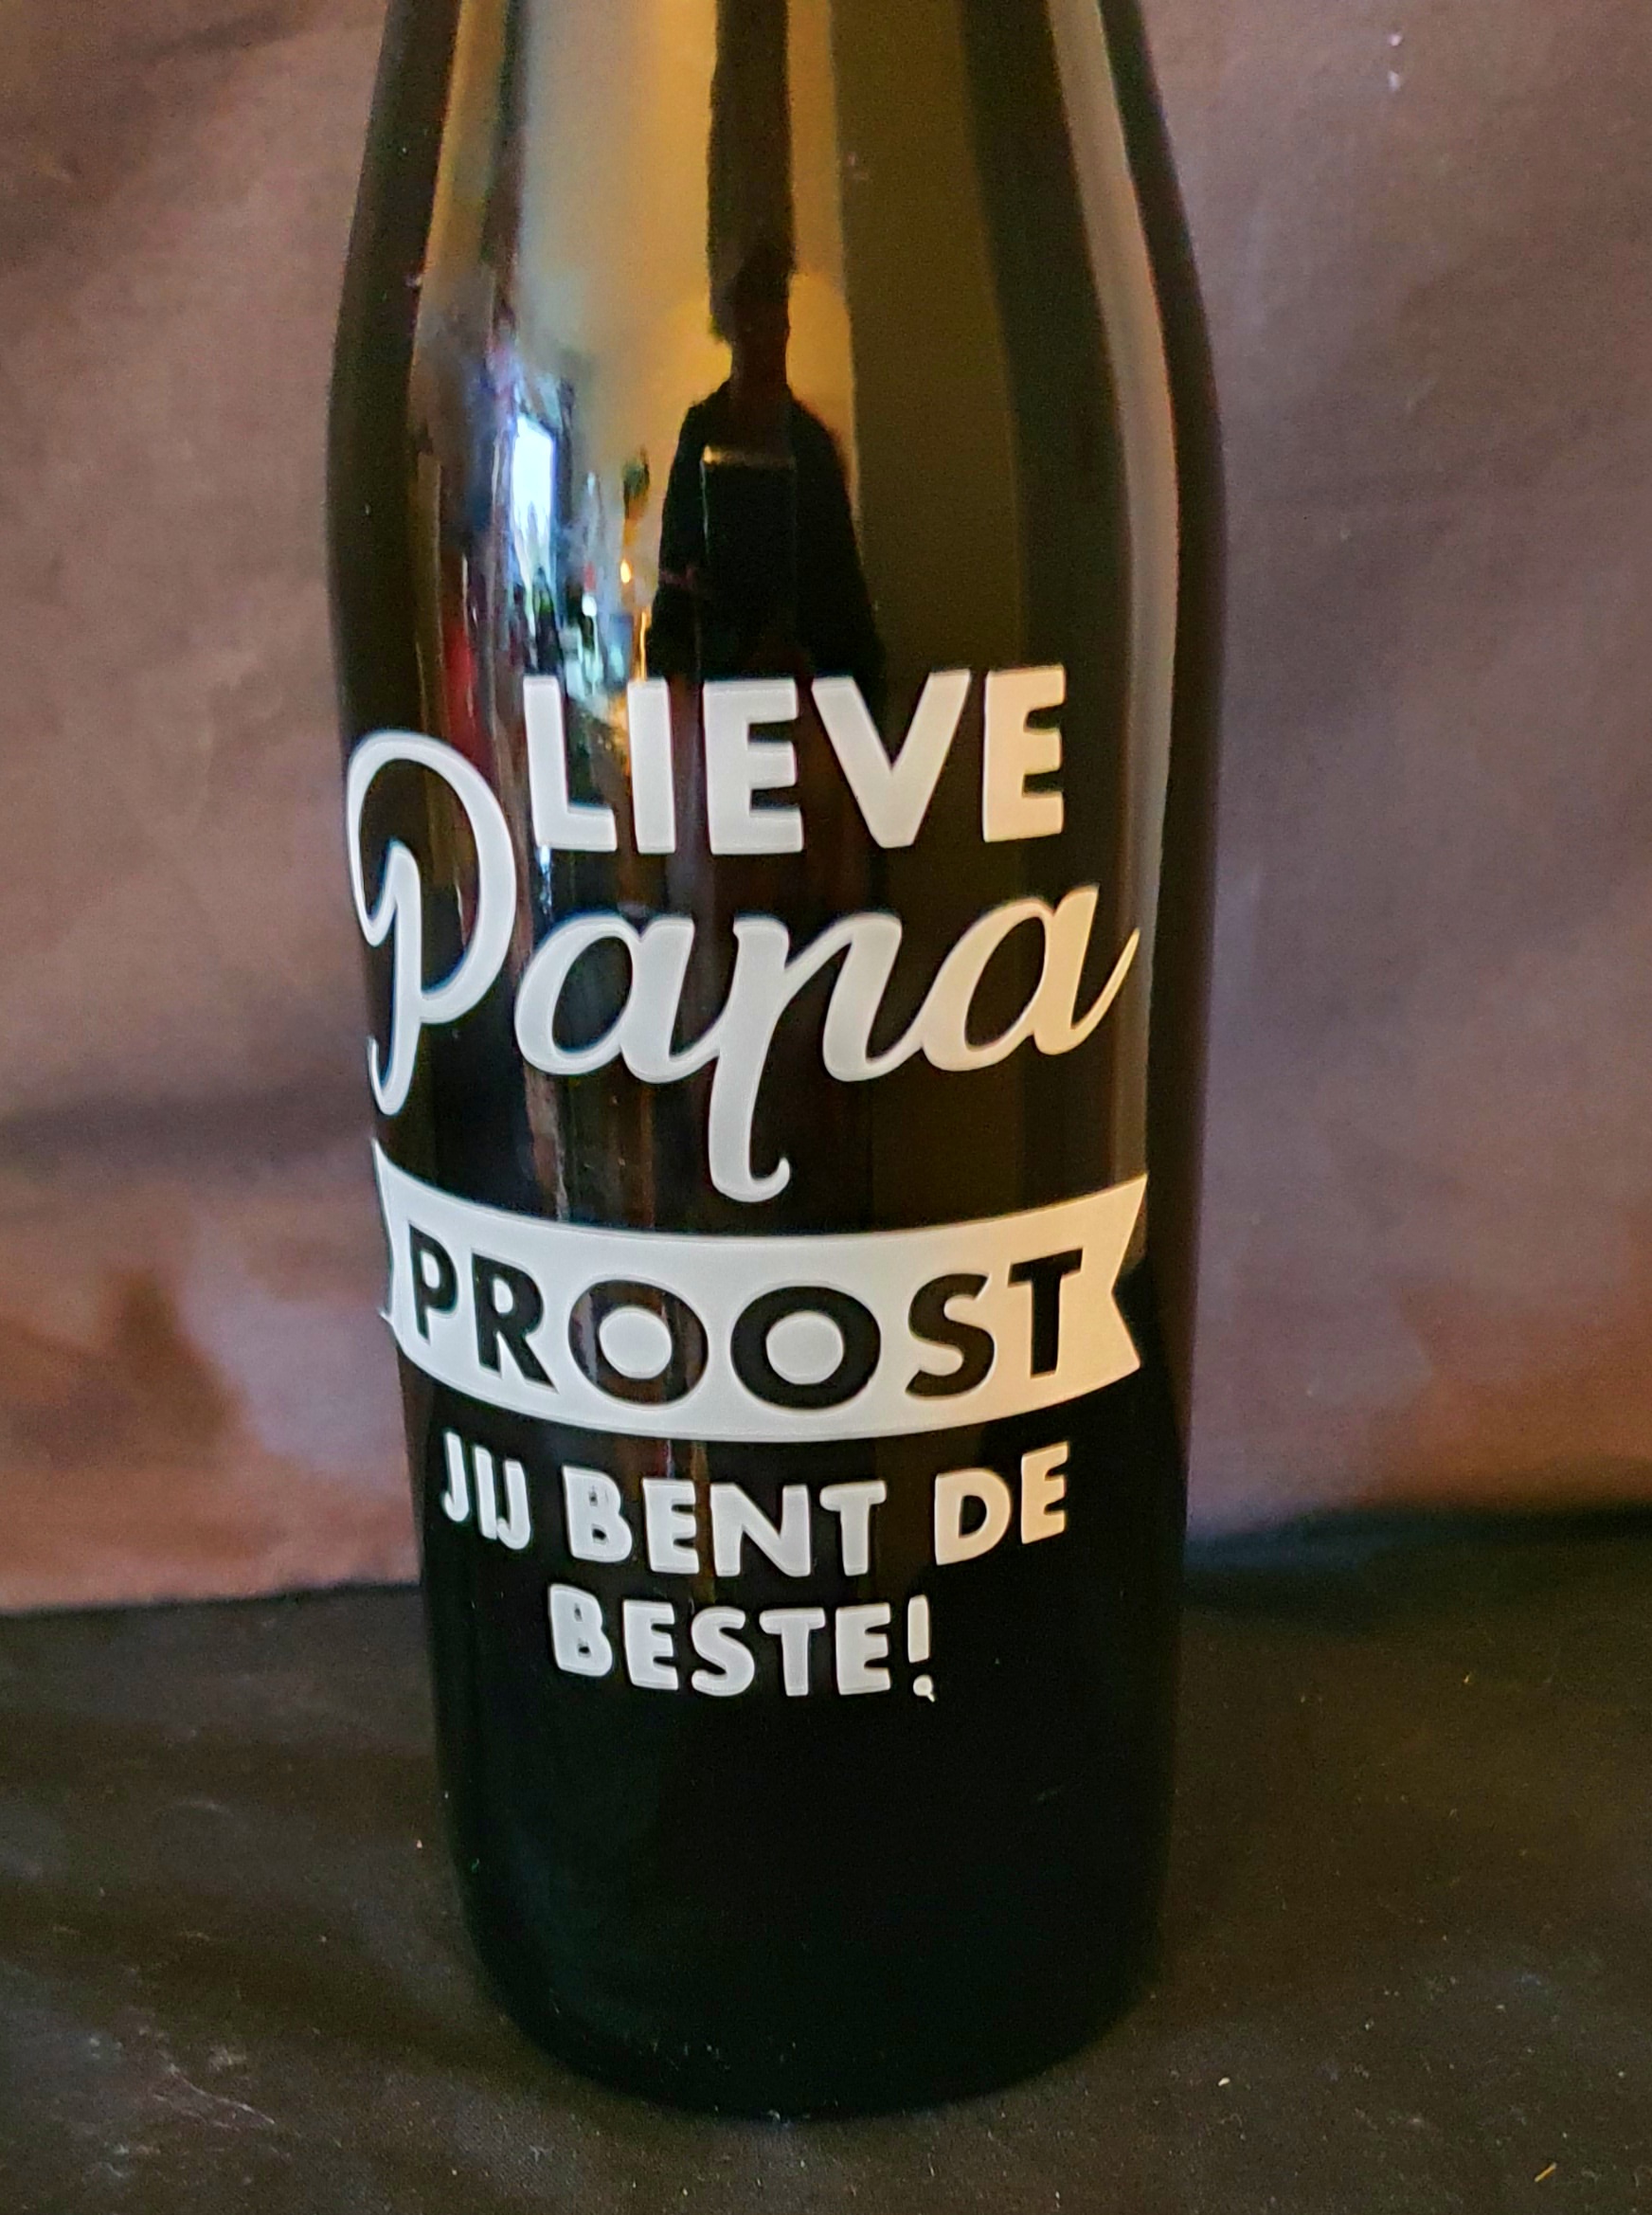 LIEVE
Papa
PROOST
JIJ BENT DE
BESTE!